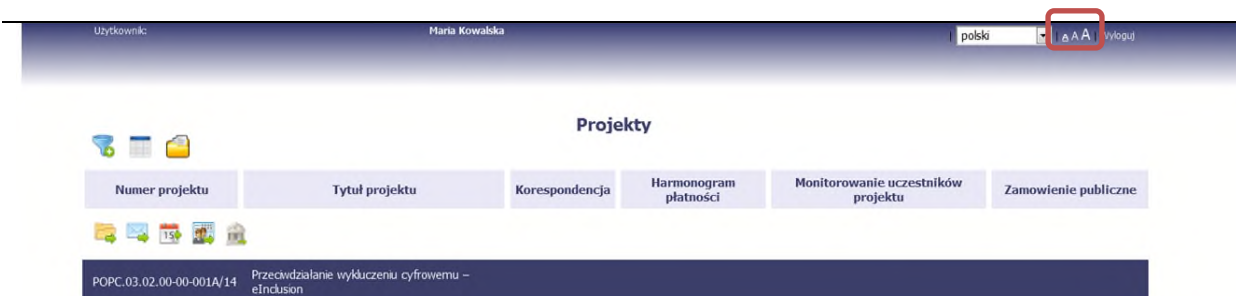 Użytkownik: Maria Kowalska | polski | A A A | Wyloguj
Projekty
Numer projektu Tytuł projektu Korespondencja Harmonogram płatności Monitorowanie uczestników projektu Zamowienie publiczne
15
POPC.03.02.00-00-001A/14 Przeciwdziałanie wykluczeniu cyfrowemu –
eInclusion